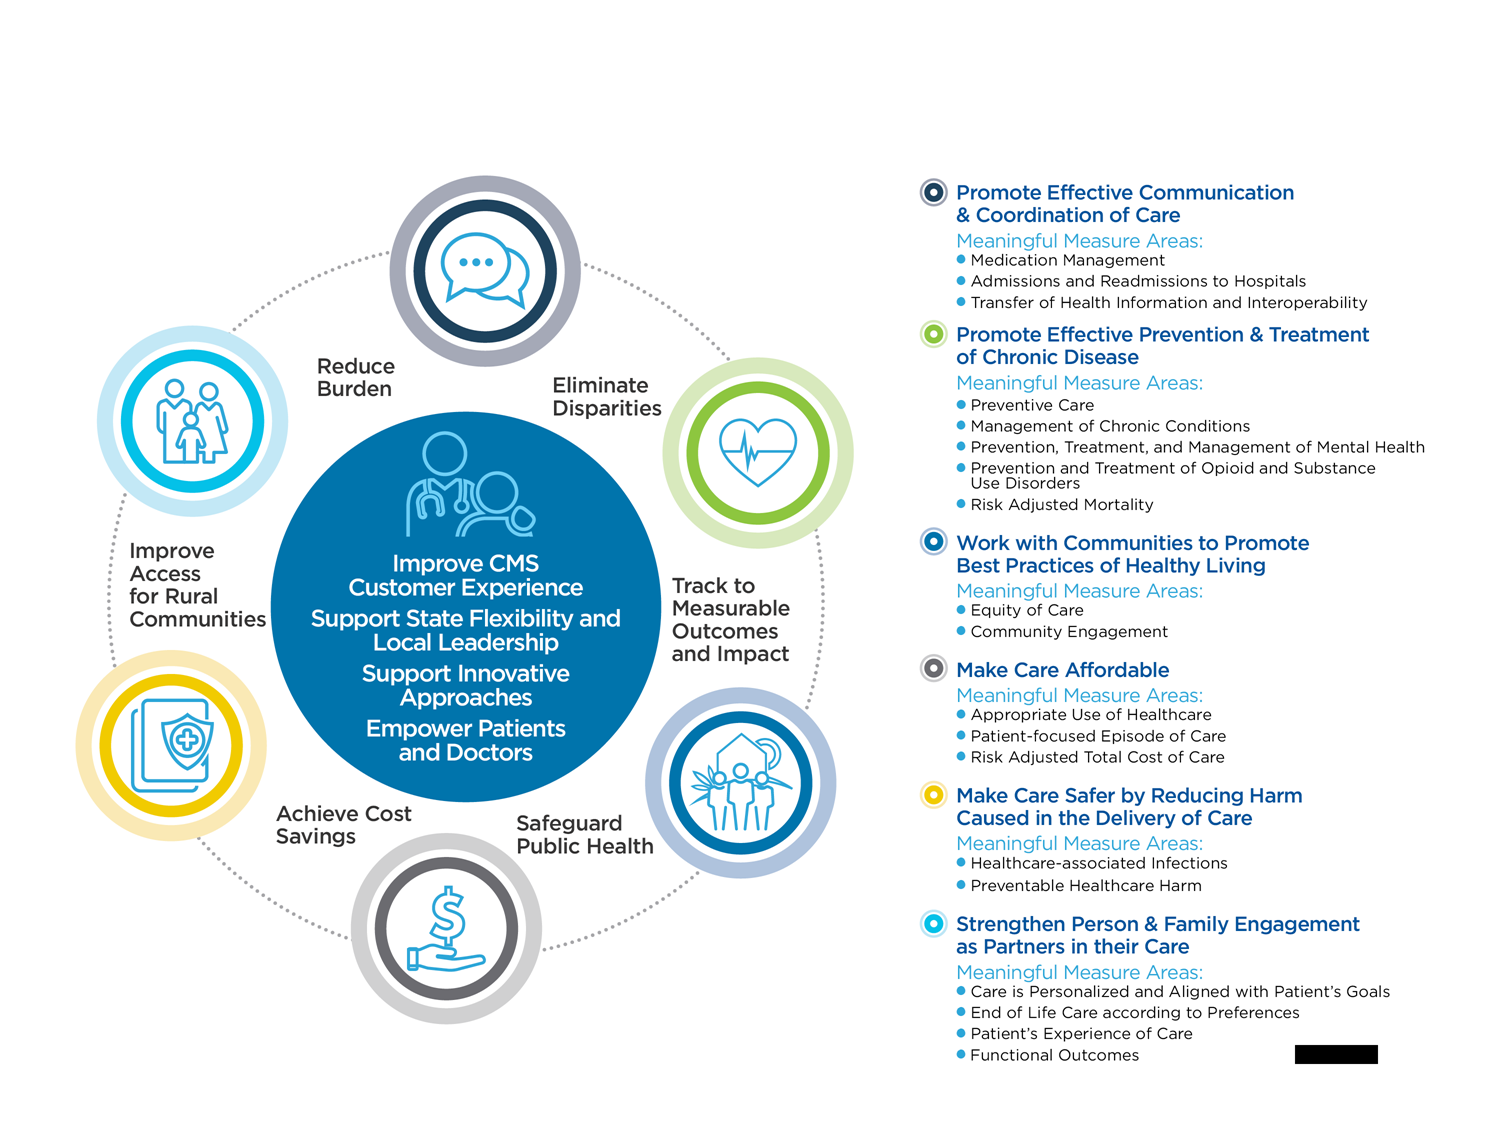 Reduce
Burden
Eliminate
Disparities
Improve
Access
for Rural
Communities
Improve CMS
Customer Experience
Support State Flexibility and
Local Leadership
Support Innovative
Approaches
Empower Patients
and Doctors
Track to
Measurable
Outcomes
and Impact
Achieve Cost
Savings
Safeguard
Public Health
$
Promote Effective Communication
& Coordination of Care
Meaningful Measure Areas:
Medication Management
Admissions and Readmissions to Hospitals
Transfer of Health Information and Interoperability
Promote Effective Prevention & Treatment
of Chronic Disease
Meaningful Measure Areas:
Preventive Care
Management of Chronic Conditions
Prevention, Treatment, and Management of Mental Health
Prevention and Treatment of Opioid and Substance
Use Disorders
Risk Adjusted Mortality
Work with Communities to Promote
Best Practices of Healthy Living
Meaningful Measure Areas:
Equity of Care
Community Engagement
Make Care Affordable
Meaningful Measure Areas:
Appropriate Use of Healthcare
Patient-focused Episode of Care
Risk Adjusted Total Cost of Care
Make Care Safer by Reducing Harm
Caused in the Delivery of Care
Meaningful Measure Areas:
Healthcare-associated Infections
Preventable Healthcare Harm
Strengthen Person & Family Engagement
as Partners in their Care
Meaningful Measure Areas:
Care is Personalized and Aligned with Patient's Goals
End of Life Care according to Preferences
Patient's Experience of Care
Functional Outcomes